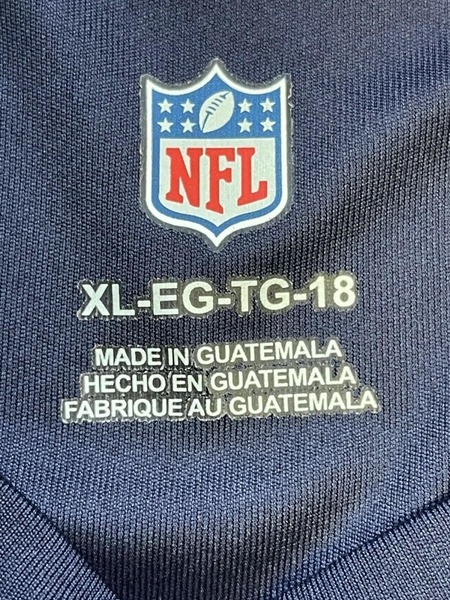 NFL
XL-EG-TG-18
MADE IN GUATEMALA
HECHO EN GUATEMALA
FABRIQUE AU GUATEMALA